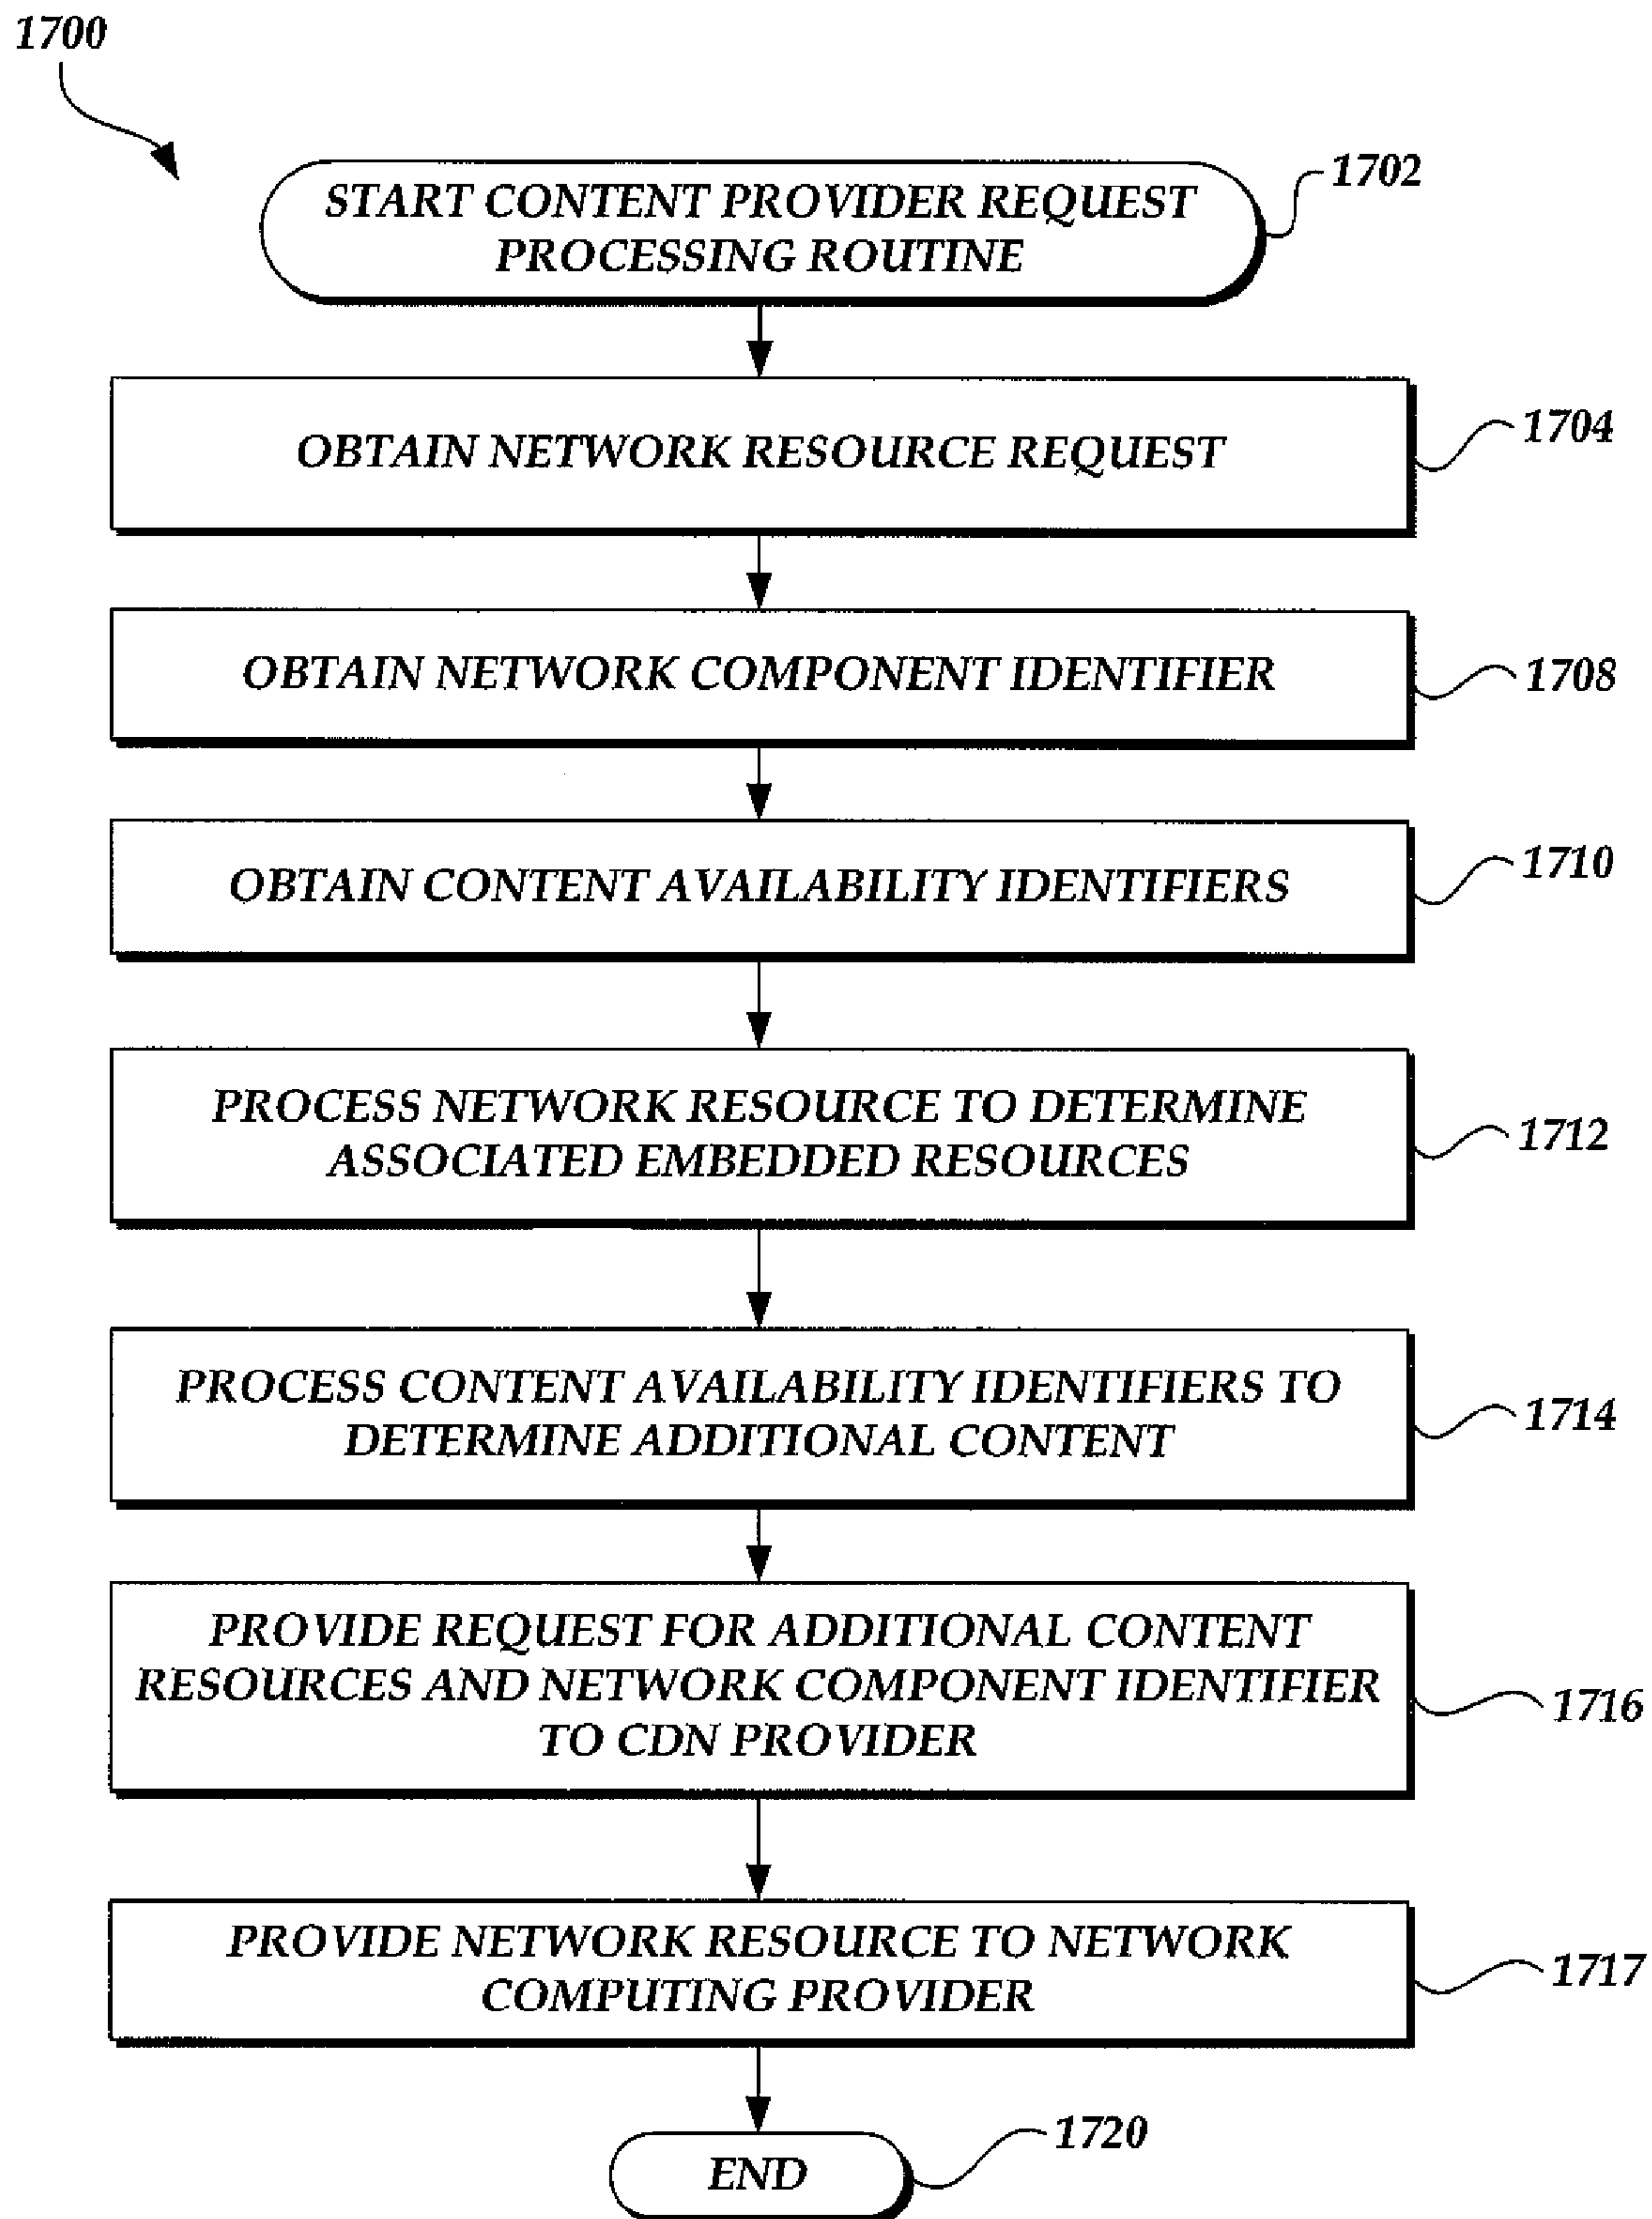 1700
START CONTENT PROVIDER REQUEST
PROCESSING ROUTINE
1702
OBTAIN NETWORK RESOURCE REQUEST
1704
OBTAIN NETWORK COMPONENT IDENTIFIER
1708
OBTAIN CONTENT AVAILABILITY IDENTIFIERS
1710
PROCESS NETWORK RESOURCE TO DETERMINE
ASSOCIATED EMBEDDED RESOURCES
1712
PROCESS CONTENT AVAILABILITY IDENTIFIERS TO
DETERMINE ADDITIONAL CONTENT
1714
PROVIDE REQUEST FOR ADDITIONAL CONTENT
RESOURCES AND NETWORK COMPONENT IDENTIFIER
TO CDN PROVIDER
1716
PROVIDE NETWORK RESOURCE TO NETWORK
COMPUTING PROVIDER
1717
END
1720